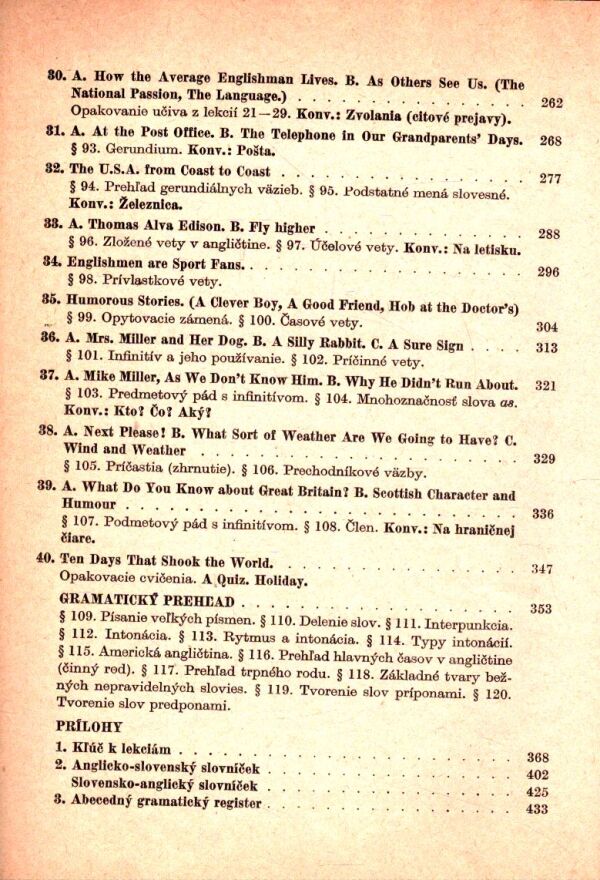 30. A. How the Average Englishman Lives. B. As Others See Us. (The
National Passion, The Language.) . . . . . . . . . . . . . . . 262
Opakovanie učiva z lekcií 21—29. Konv.: Zvolania (citové prejavy).
31. A. At the Post Office. B. The Telephone in Our Grandparents' Days. 268
§ 93. Gerundium. Konv.: Pošta.
32. The U.S.A. from Coast to Coast . . . . . . . . . . . . . . . 277
§ 94. Prehľad gerundiálnych väzieb. § 95. Podstatné mená slovesné.
Konv.: Železnica.
33. A. Thomas Alva Edison. B. Fly higher . . . . . . . . . . . . 288
§ 96. Zložené vety v angličtine. § 97. Účelové vety. Konv.: Na letisku.
34. Englishmen are Sport Fans. . . . . . . . . . . . . . . . . . 296
§ 98. Prívlastkové vety.
35. Humorous Stories. (A Clever Boy, A Good Friend, Hob at the Doctor's)
§ 99. Opytovacie zámená. § 100. Časové vety. 304
36. A. Mrs. Miller and Her Dog. B. A Silly Rabbit. C. A Sure Sign . . . . 313
§ 101. Infinitív a jeho používanie. § 102. Príčinné vety.
37. A. Mike Miller, As We Don't Know Him. B. Why He Didn't Run About. 321
§ 103. Predmetový pád s infinitívom. § 104. Mnohoznačnosť slova as.
Konv.: Kto? Čo? Aký?
38. A. Next Please! B. What Sort of Weather Are We Going to Have? C.
Wind and Weather . . . . . . . . . . . . . . . . . . . . 329
§ 105. Príčastia (zhrnutie). § 106. Prechodníkové väzby.
39. A. What Do You Know about Great Britain? B. Scottish Character and
Humour . . . . . . . . . . . . . . . . . . . . . . . . 336
§ 107. Podmetový pád s infinitívom. § 108. Člen. Konv.: Na hraničnej
čiare.
40. Ten Days That Shook the World. . . . . . . . . . . . . . . . 347
Opakovacie cvičenia. A Quiz. Holiday.
GRAMATICKÝ PREHĽAD . . . . . . . . . . . . . . . . . . 353
§ 109. Písanie veľkých písmen. § 110. Delenie slov. § 111. Interpunkcia.
§ 112. Intonácia. § 113. Rytmus a intonácia. § 114. Typy intonácií.
§ 115. Americká angličtina. § 116. Prehľad hlavných časov v angličtine
(činný rod). § 117. Prehľad trpného rodu. § 118. Základné tvary bež-
ných nepravidelných slovies. § 119. Tvorenie slov príponami. § 120.
Tvorenie slov predponami.
PRÍLOHY
1. Kľúč k lekciám . . . . . . . . . . . . . . . . . . . . . 368
2. Anglicko-slovenský slovníček . . . . . . . . . . . . . . . . 402
Slovensko-anglický slovníček . . . . . . . . . . . . . . . . 425
3. Abecedný gramatický register . . . . . . . . . . . . . . . . 433